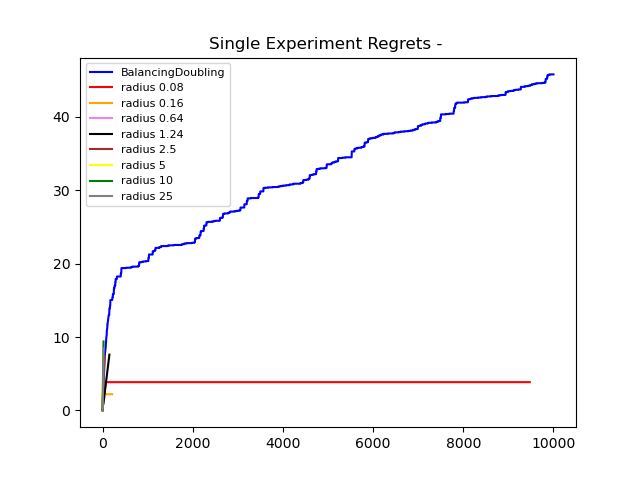 Single Experiment Regrets -
BalancingDoubling
radius 0.08
radius 0.16
radius 0.64
radius 1.24
radius 2.5
radius 5
radius 10
radius 25
40
30
20
10
0
0 2000 4000 6000 8000 10000